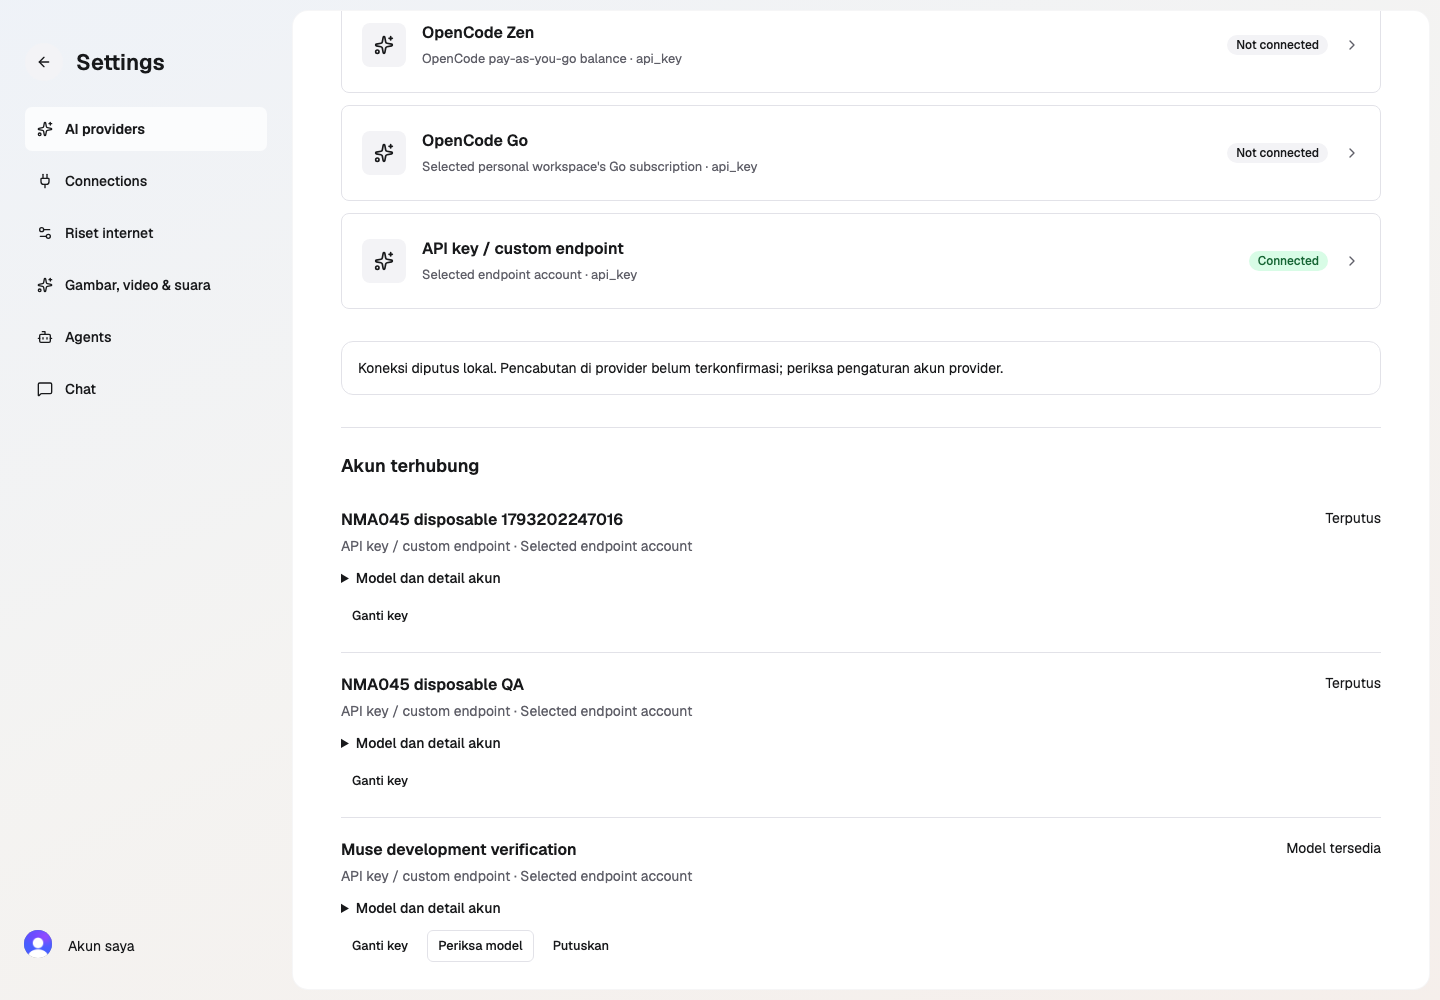 Settings
AI providers
Connections
Riset internet
Gambar, video & suara
Agents
Chat
Akun saya
OpenCode Zen
OpenCode pay-as-you-go balance · api_key
Not connected
OpenCode Go
Selected personal workspace's Go subscription · api_key
Not connected
API key / custom endpoint
Selected endpoint account · api_key
Connected
Koneksi diputus lokal. Pencabutan di provider belum terkonfirmasi; periksa pengaturan akun provider.
Akun terhubung
NMA045 disposable 1793202247016
Terputus
API key / custom endpoint · Selected endpoint account
Model dan detail akun
Ganti key
NMA045 disposable QA
Terputus
API key / custom endpoint · Selected endpoint account
Model dan detail akun
Ganti key
Muse development verification
Model tersedia
API key / custom endpoint · Selected endpoint account
Model dan detail akun
Ganti key
Periksa model
Putuskan